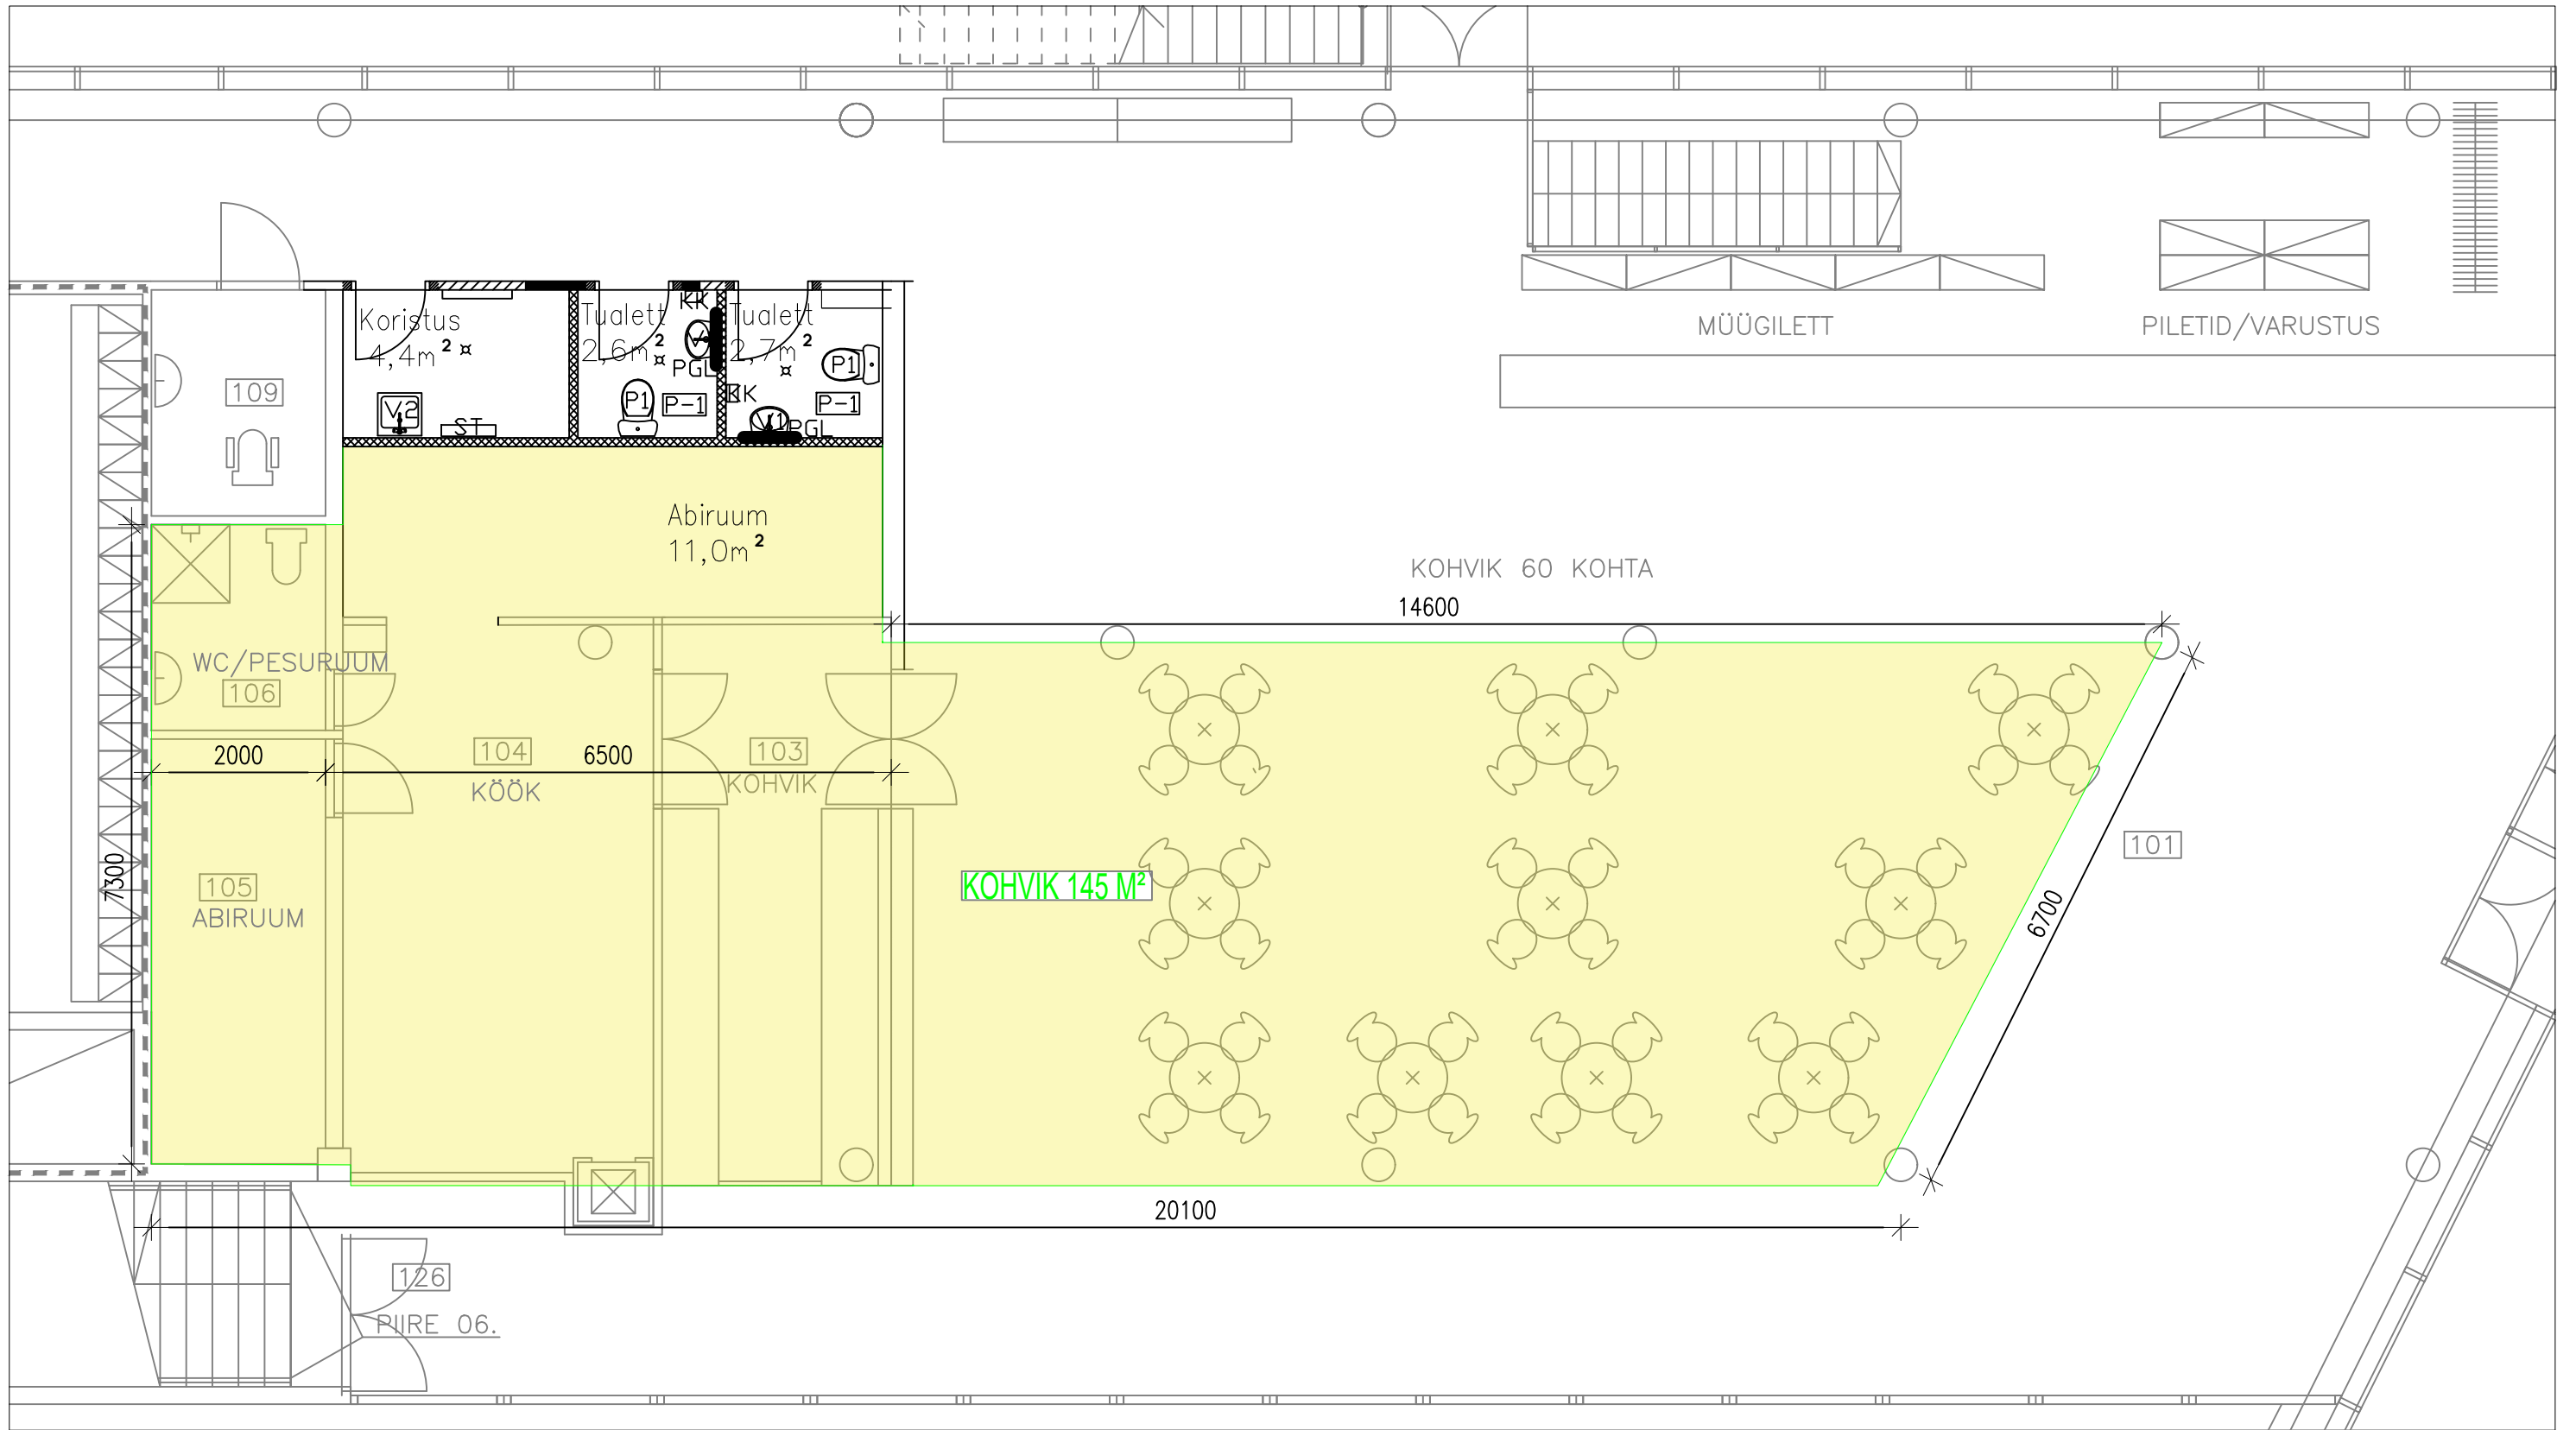 Koristus
4,4m² ¤
Tualett
2,6m² ¤
Tualett
2,7m²
¤
KK
V1
PGL
P1
109
V2
ST
P1
P-1
KK
V1
PGL
P-1
MÜÜGILETT
PILETID/VARUSTUS
Abiruum
11,0m²
KOHVIK 60 KOHTA
14600
WC/PESURUUM
106
2000
104
KÖÖK
6500
103
KOHVIK
7300
105
ABIRUUM
KOHVIK 145 M²
101
6700
20100
126
PIIRE 06.